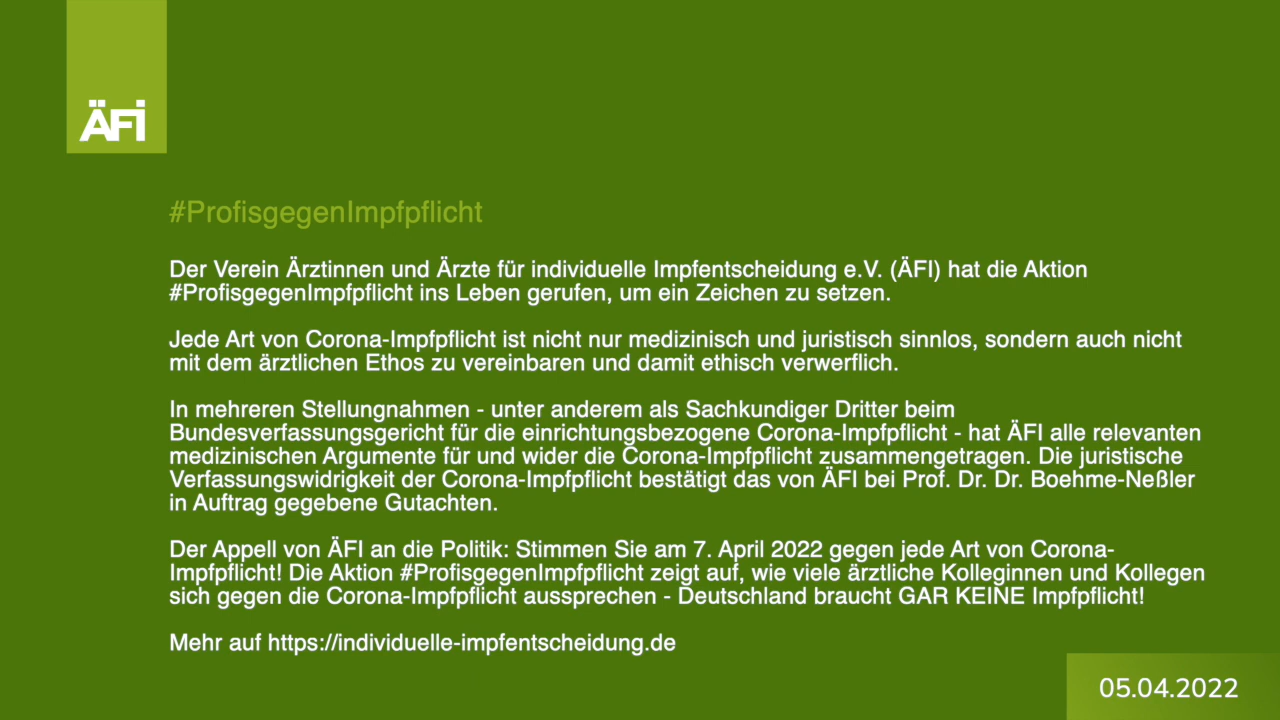 ÄFI
#ProfisgegenImpfpflicht
Der Verein Ärztinnen und Ärzte für individuelle Impfentscheidung e.V. (ÄFI) hat die Aktion
#ProfisgegenImpfpflicht ins Leben gerufen, um ein Zeichen zu setzen.
Jede Art von Corona-Impfpflicht ist nicht nur medizinisch und juristisch sinnlos, sondern auch nicht
mit dem ärztlichen Ethos zu vereinbaren und damit ethisch verwerflich.
In mehreren Stellungnahmen - unter anderem als Sachkundiger Dritter beim
Bundesverfassungsgericht für die einrichtungsbezogene Corona-Impfpflicht - hat ÄFI alle relevanten
medizinischen Argumente für und wider die Corona-Impfpflicht zusammengetragen. Die juristische
Verfassungswidrigkeit der Corona-Impfpflicht bestätigt das von ÄFI bei Prof. Dr. Dr. Boehme-Neßler
in Auftrag gegebene Gutachten.
Der Appell von ÄFI an die Politik: Stimmen Sie am 7. April 2022 gegen jede Art von Corona-
Impfpflicht! Die Aktion #ProfisgegenImpfpflicht zeigt auf, wie viele ärztliche Kolleginnen und Kollegen
sich gegen die Corona-Impfpflicht aussprechen - Deutschland braucht GAR KEINE Impfpflicht!
Mehr auf https://individuelle-impfentscheidung.de
05.04.2022